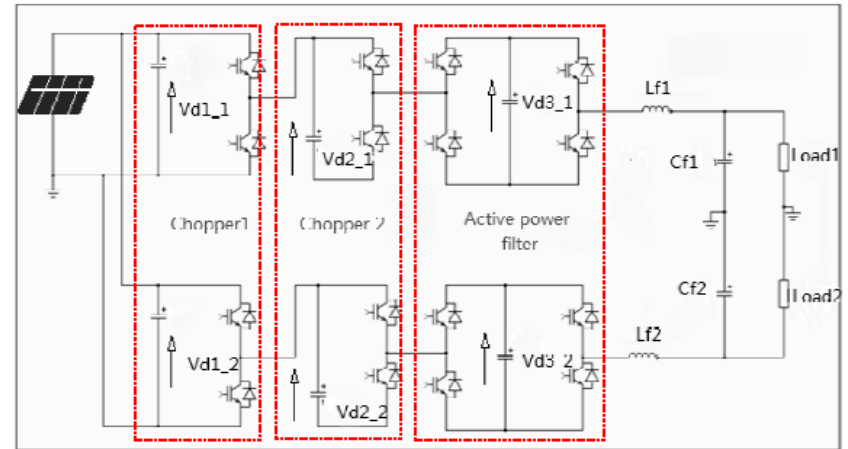 Lf1
Vd1_1
Vd3_1
Vd2_1
Cf1
Load1
Chopper1
Chopper 2
Active power
filter
Cf2
Load2
Lf2
Vd1_2
Vd3_2
Vd2_2